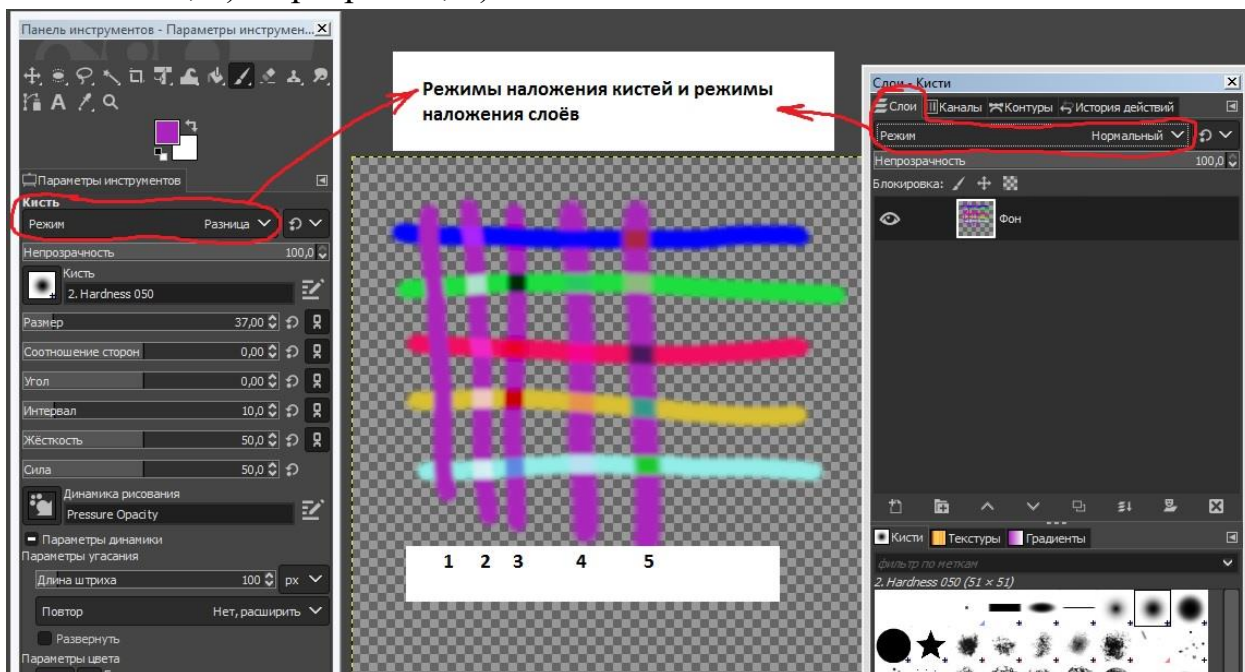 Панель инструментов - Параметры инструмен...
Параметры инструментов
Кисть
Режим Разница
Непрозрачность 100,0
Кисть
2. Hardness 050
Размер 37,00
Соотношение сторон 0,00
Угол 0,00
Интервал 10,0
Жёсткость 50,0
Сила 50,0
Динамика рисования
Pressure Opacity
Параметры динамики
Параметры угасания
Длина штриха 100 px
Повтор Нет, расширить
Развернуть
Параметры цвета
Режимы наложения кистей и режимы
наложения слоёв
1 2 3 4 5
Слои - Кисти
Слои Каналы Контуры История действий
Режим Нормальный
Непрозрачность 100,0
Блокировка:
Фон
Кисти Текстуры Градиенты
фильтр по меткам
2. Hardness 050 (51 × 51)